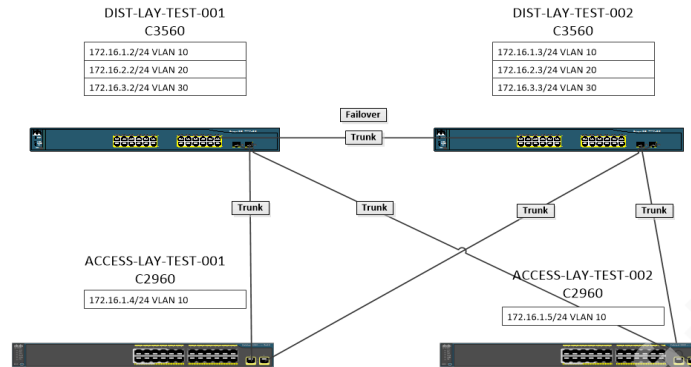 DIST-LAY-TEST-001
C3560
172.16.1.2/24 VLAN 10
172.16.2.2/24 VLAN 20
172.16.3.2/24 VLAN 30
DIST-LAY-TEST-002
C3560
172.16.1.3/24 VLAN 10
172.16.2.3/24 VLAN 20
172.16.3.3/24 VLAN 30
Failover
Trunk
Trunk
Trunk
Trunk
Trunk
ACCESS-LAY-TEST-001
C2960
172.16.1.4/24 VLAN 10
ACCESS-LAY-TEST-002
C2960
172.16.1.5/24 VLAN 10